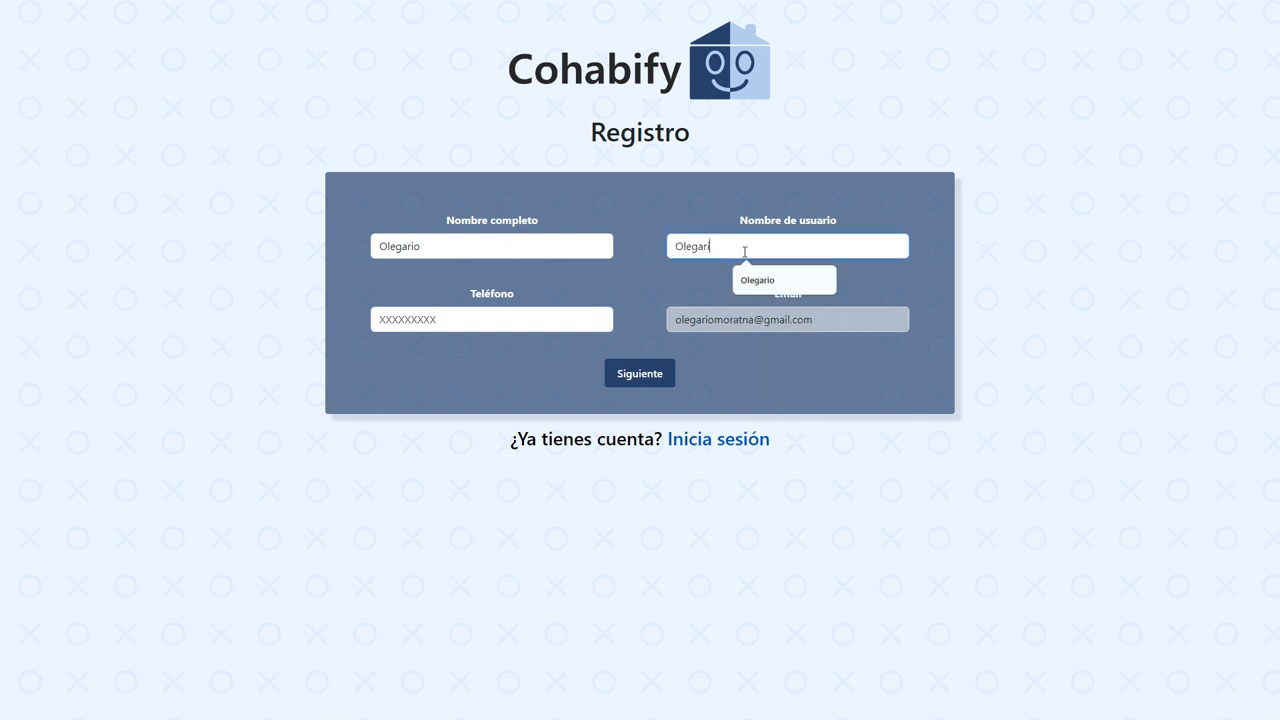 Cohabify
Registro
Nombre completo
Nombre de usuario
Olegario
Olegari
Olegario
Teléfono
Email
XXXXXXXXX
olegariomoratna@gmail.com
Siguiente
¿Ya tienes cuenta? Inicia sesión